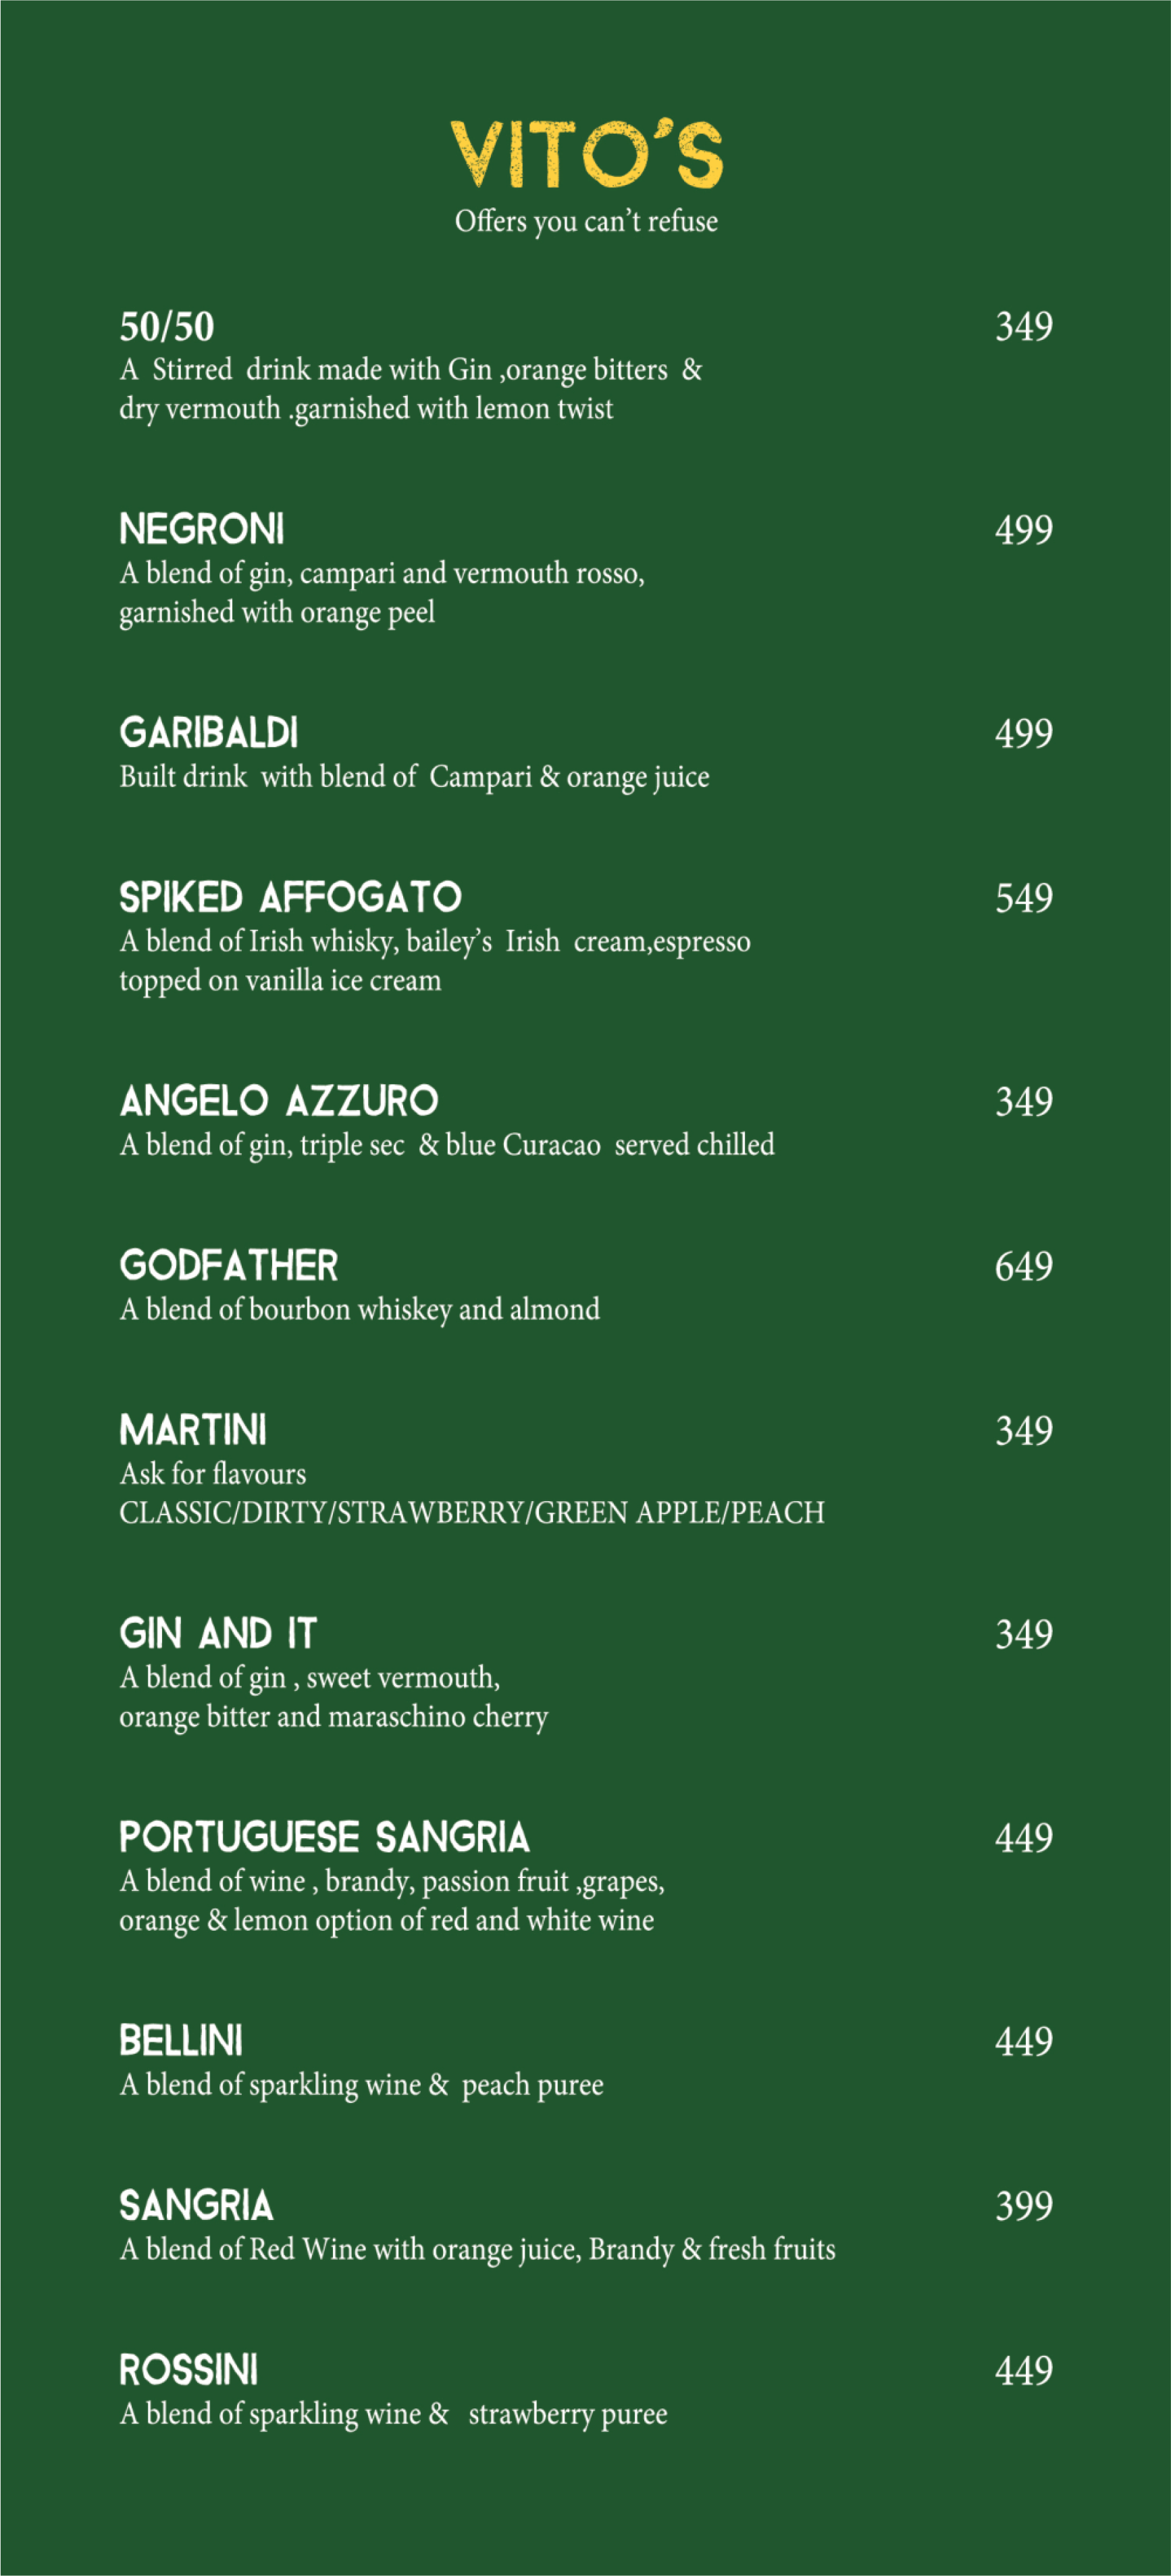 VITO'S
Offers you can't refuse
50/50 349
A Stirred drink made with Gin ,orange bitters &
dry vermouth .garnished with lemon twist
NEGRONI 499
A blend of gin, campari and vermouth rosso,
garnished with orange peel
GARIBALDI 499
Built drink with blend of Campari & orange juice
SPIKED AFFOGATO 549
A blend of Irish whisky, bailey's Irish cream,espresso
topped on vanilla ice cream
ANGELO AZZURO 349
A blend of gin, triple sec & blue Curacao served chilled
GODFATHER 649
A blend of bourbon whiskey and almond
MARTINI 349
Ask for flavours
CLASSIC/DIRTY/STRAWBERRY/GREEN APPLE/PEACH
GIN AND IT 349
A blend of gin , sweet vermouth,
orange bitter and maraschino cherry
PORTUGUESE SANGRIA 449
A blend of wine , brandy, passion fruit ,grapes,
orange & lemon option of red and white wine
BELLINI 449
A blend of sparkling wine & peach puree
SANGRIA 399
A blend of Red Wine with orange juice, Brandy & fresh fruits
ROSSINI 449
A blend of sparkling wine & strawberry puree